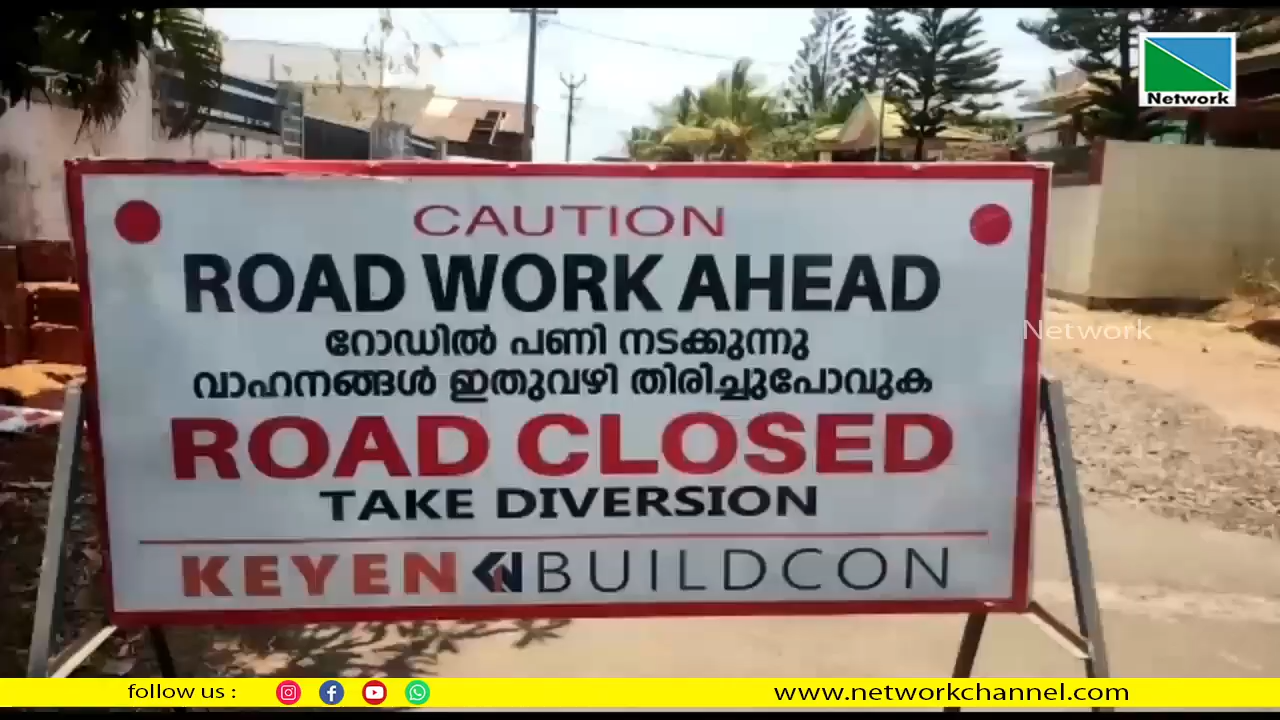 Network
CAUTION
ROAD WORK AHEAD
റോഡിൽ പണി നടക്കുന്നു
Network
വാഹനങ്ങൾ ഇതുവഴി തിരിച്ചുപോവുക
ROAD CLOSED
TAKE DIVERSION
KEYEN BUILDCON
follow us :
www.networkchannel.com